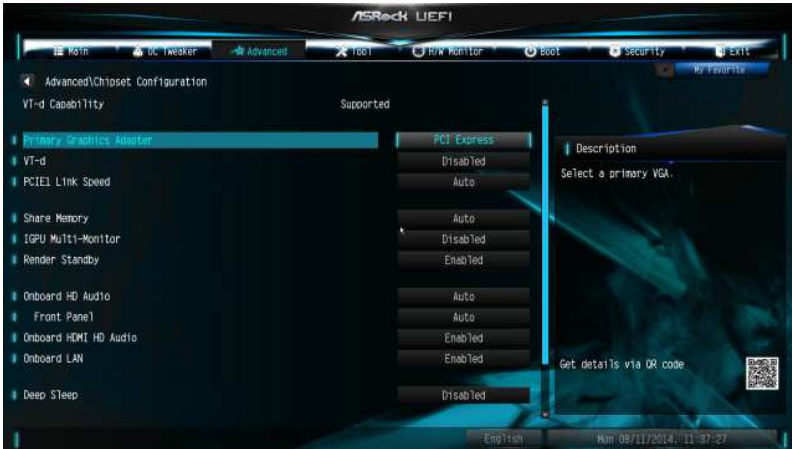 ASRock UEFI
Main OC Tweaker Advanced Tool H/W Monitor Boot Security Exit
My Favorite
Advanced\Chipset Configuration
VT-d Capability Supported
Primary Graphics Adapter PCI Express
VT-d Disabled
PCIE1 Link Speed Auto
Share Memory Auto
IGPU Multi-Monitor Disabled
Render Standby Enabled
Onboard HD Audio Auto
Front Panel Auto
Onboard HDMI HD Audio Enabled
Onboard LAN Enabled
Deep Sleep Disabled
Description
Select a primary VGA.
Get details via QR code
English Mon 08/11/2014, 11:37:27